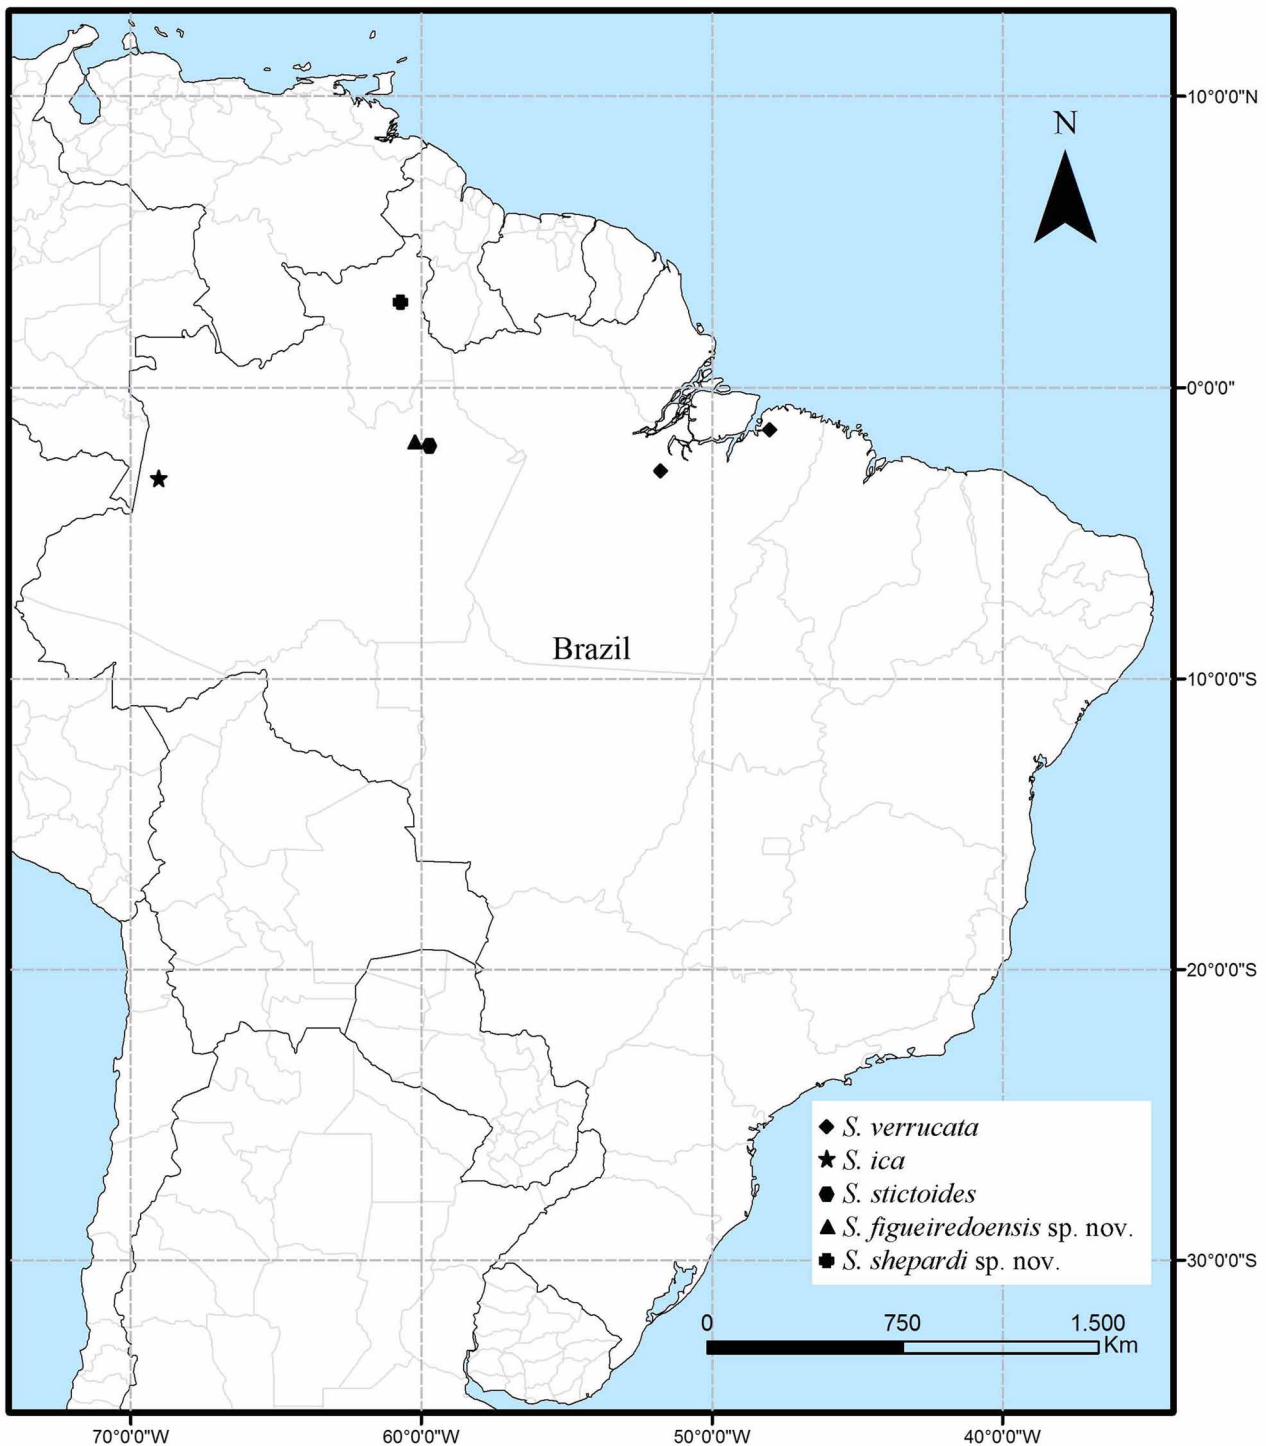 10°0'0"N
N
0°0'0"
Brazil
10°0'0"S
20°0'0"S
S. verrucata
S. ica
S. stictoides
S. figueiredoensis sp. nov.
S. shepardi sp. nov.
30°0'0"S
0 750 1.500
Km
70°0'0"W 60°0'0"W 50°0'0"W 40°0'0"W